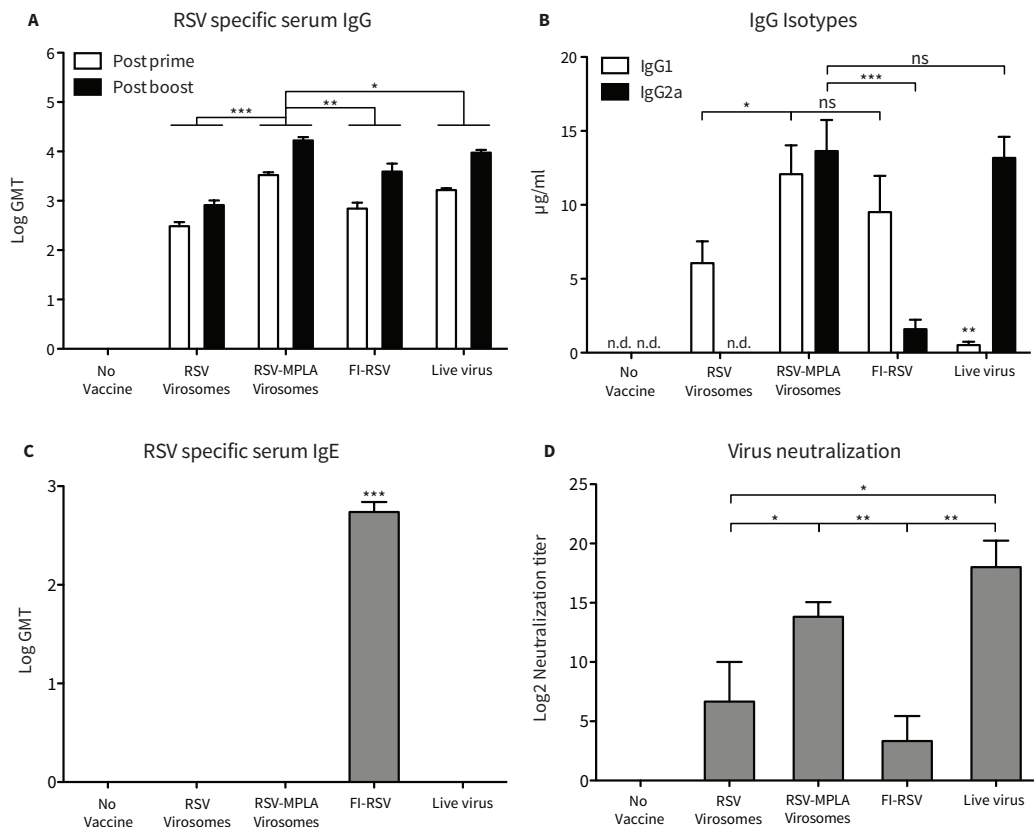 A RSV specific serum IgG
Post prime
Post boost
Log GMT
6
5
4
3
2
1
0
***
**
*
No Vaccine
RSV Virosomes
RSV-MPLA Virosomes
FI-RSV
Live virus
B IgG Isotypes
IgG1
IgG2a
µg/ml
20
15
10
5
0
ns
***
*
ns
n.d. n.d.
n.d.
**
No Vaccine
RSV Virosomes
RSV-MPLA Virosomes
FI-RSV
Live virus
C RSV specific serum IgE
Log GMT
3
2
1
0
***
No Vaccine
RSV Virosomes
RSV-MPLA Virosomes
FI-RSV
Live virus
D Virus neutralization
Log2 Neutralization titer
25
20
15
10
5
0
*
*
**
**
No Vaccine
RSV Virosomes
RSV-MPLA Virosomes
FI-RSV
Live virus